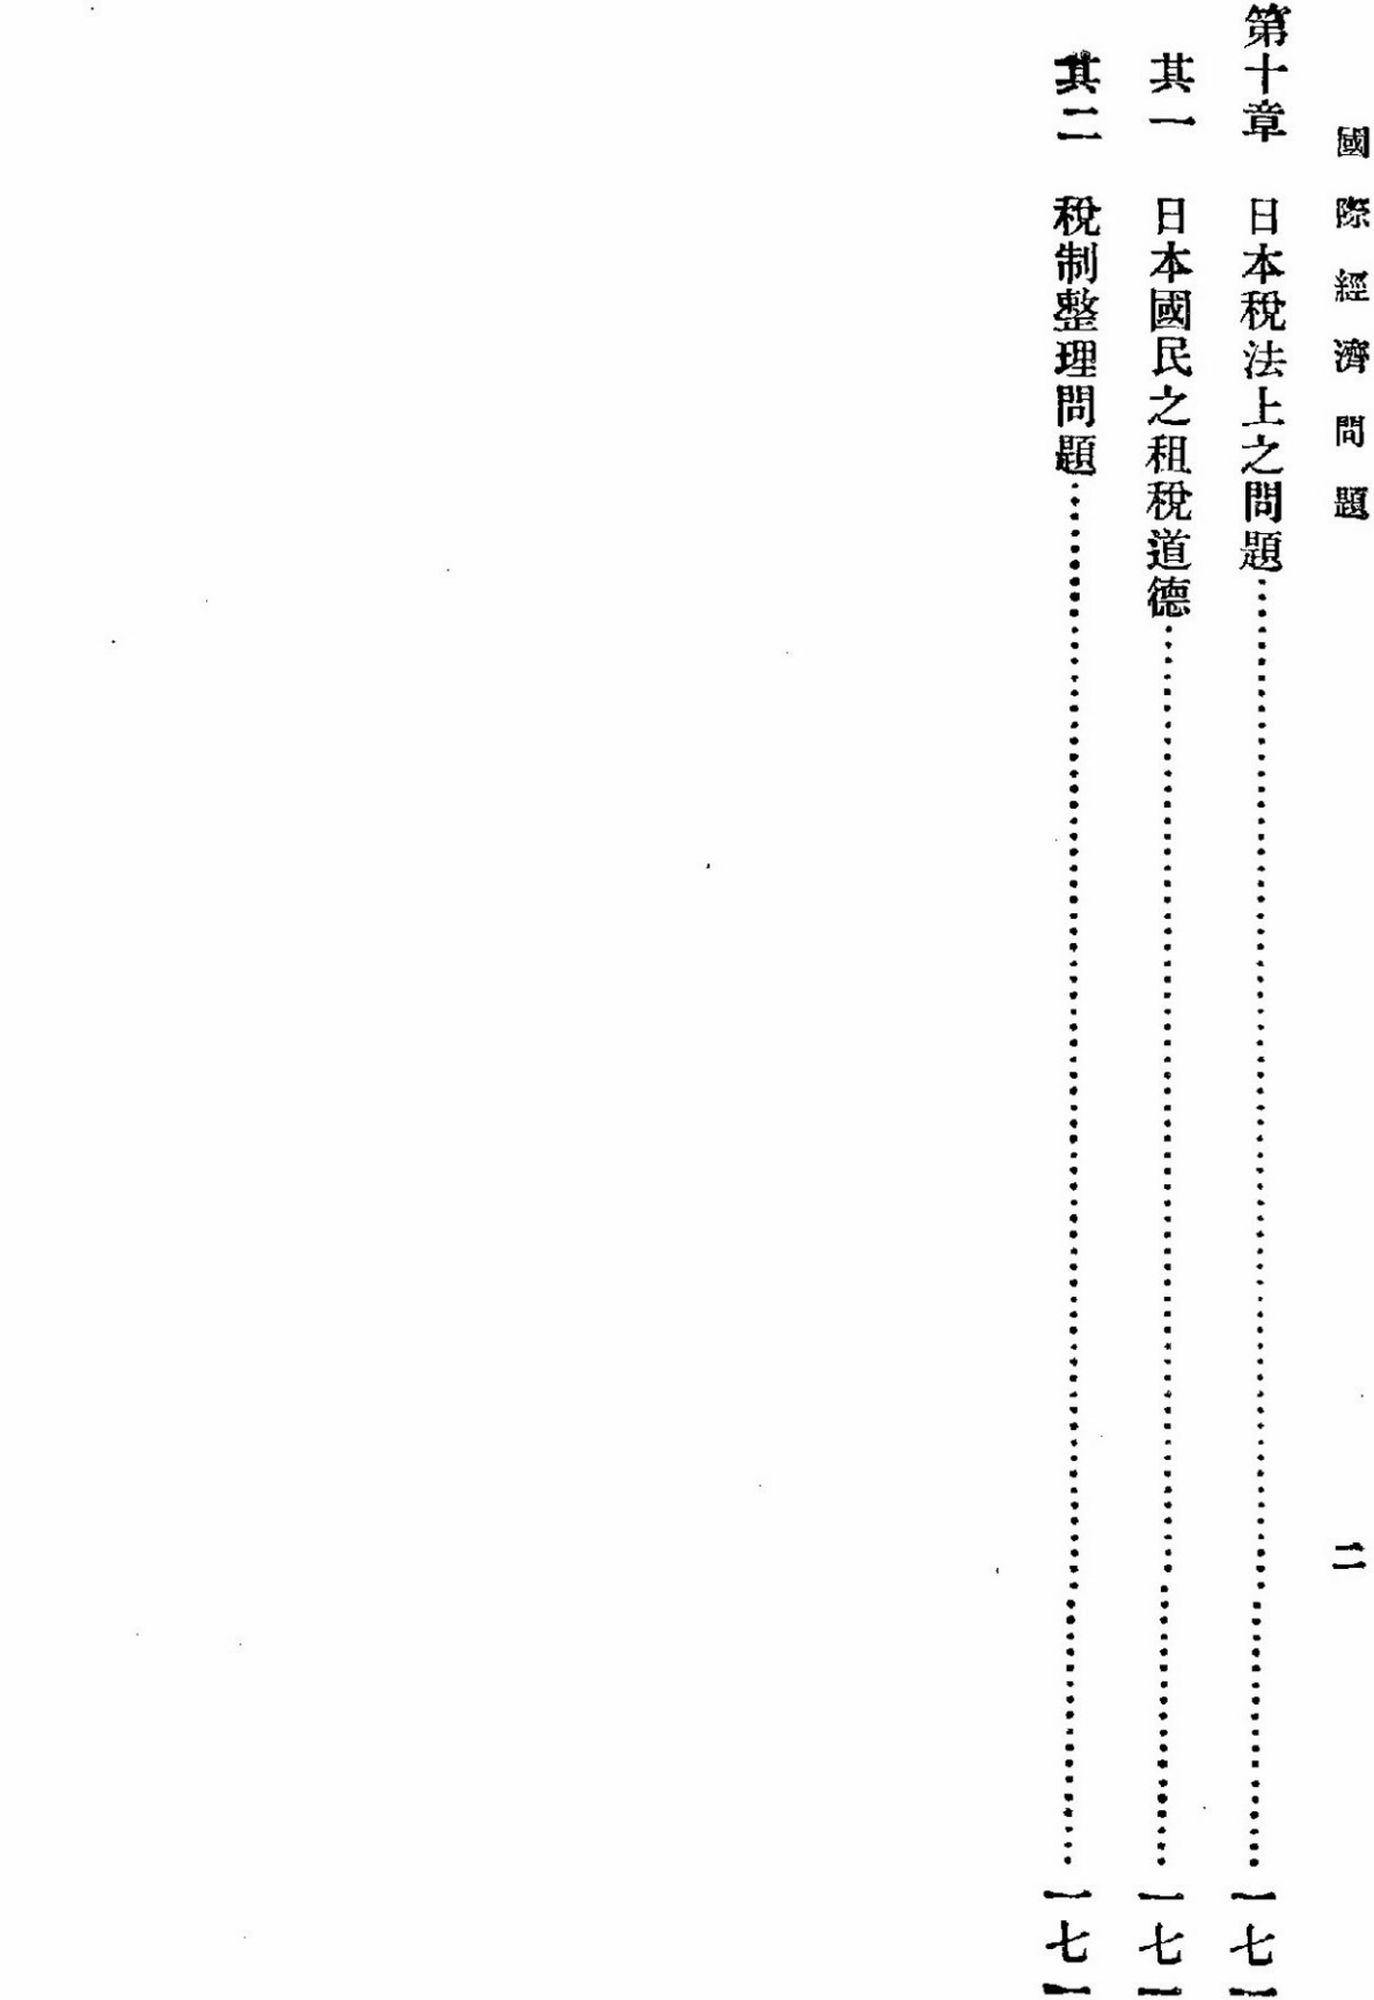 國際經濟問題　二
第十章　日本稅法上之問題……一七一
其一　日本國民之租稅道德……一七一
其二　稅制整理問題……一七一